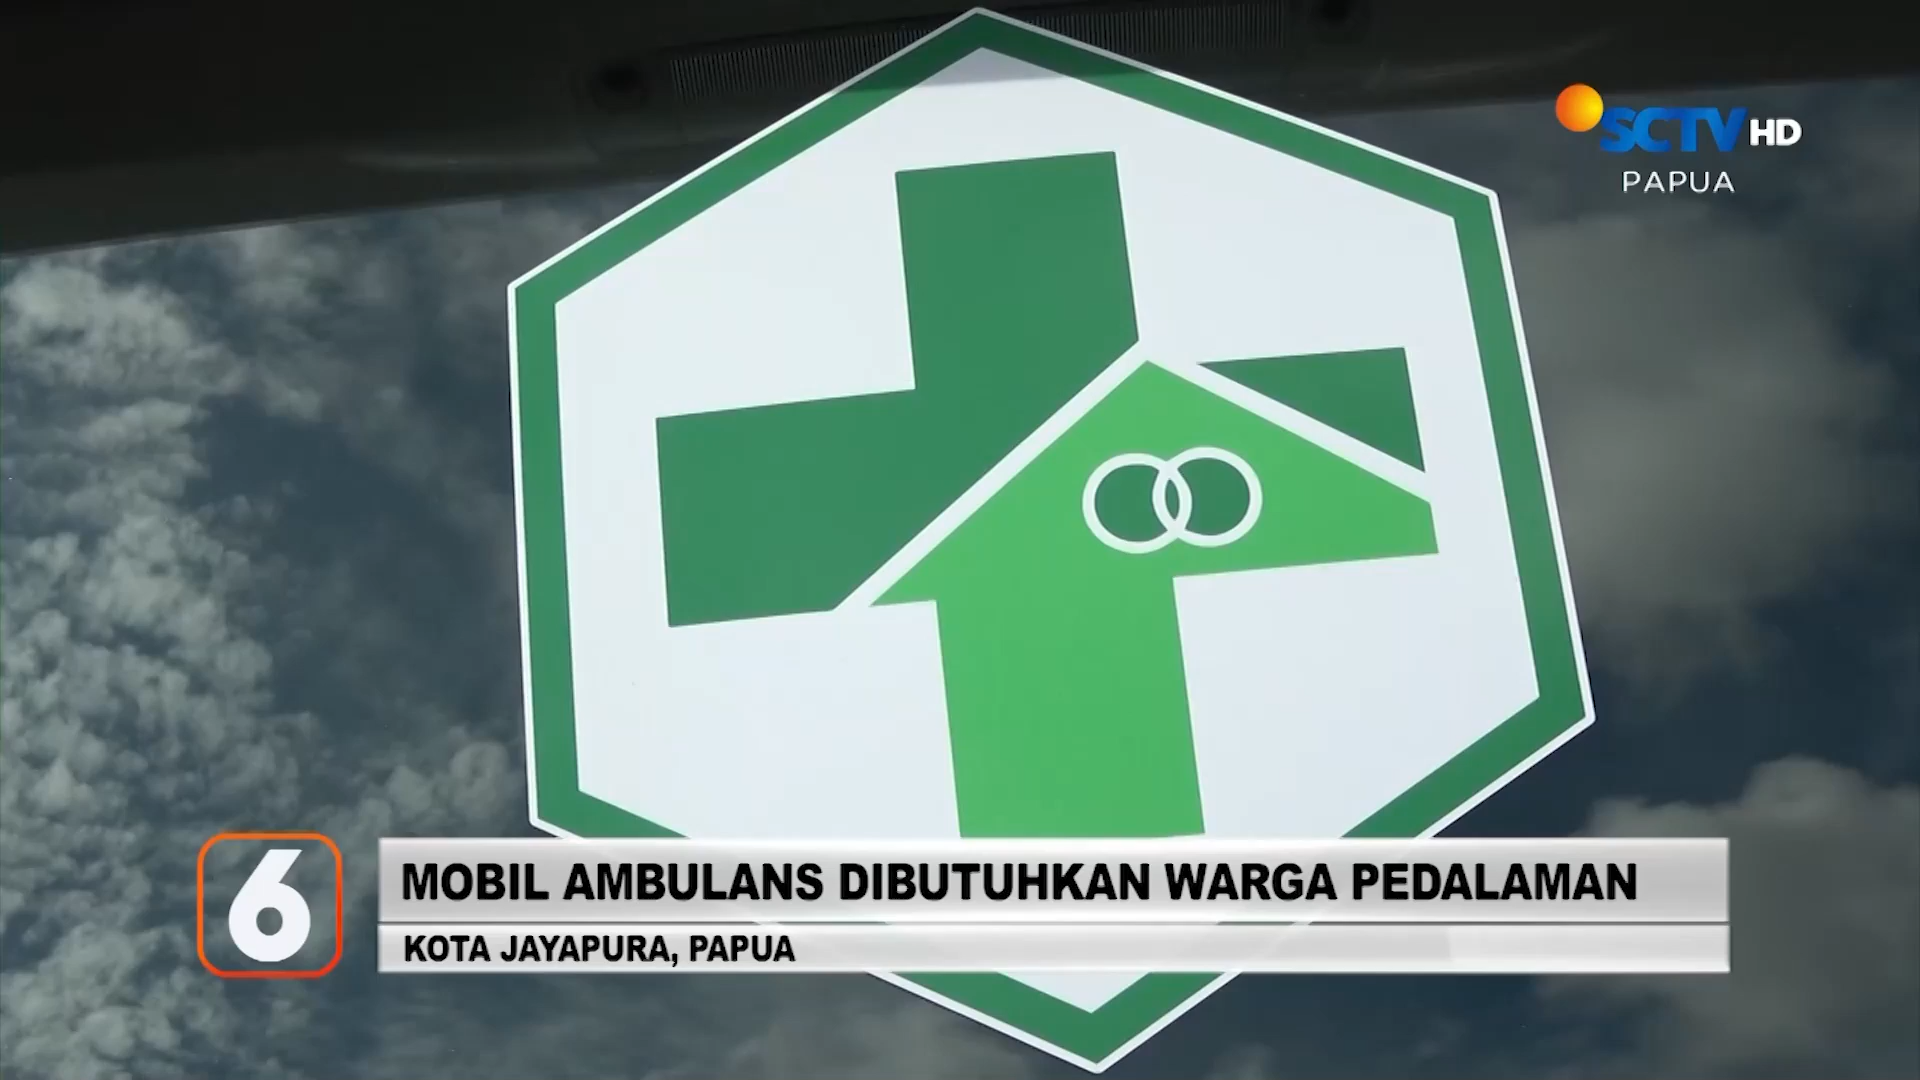 SCTV HD
PAPUA
6
MOBIL AMBULANS DIBUTUHKAN WARGA PEDALAMAN
KOTA JAYAPURA, PAPUA